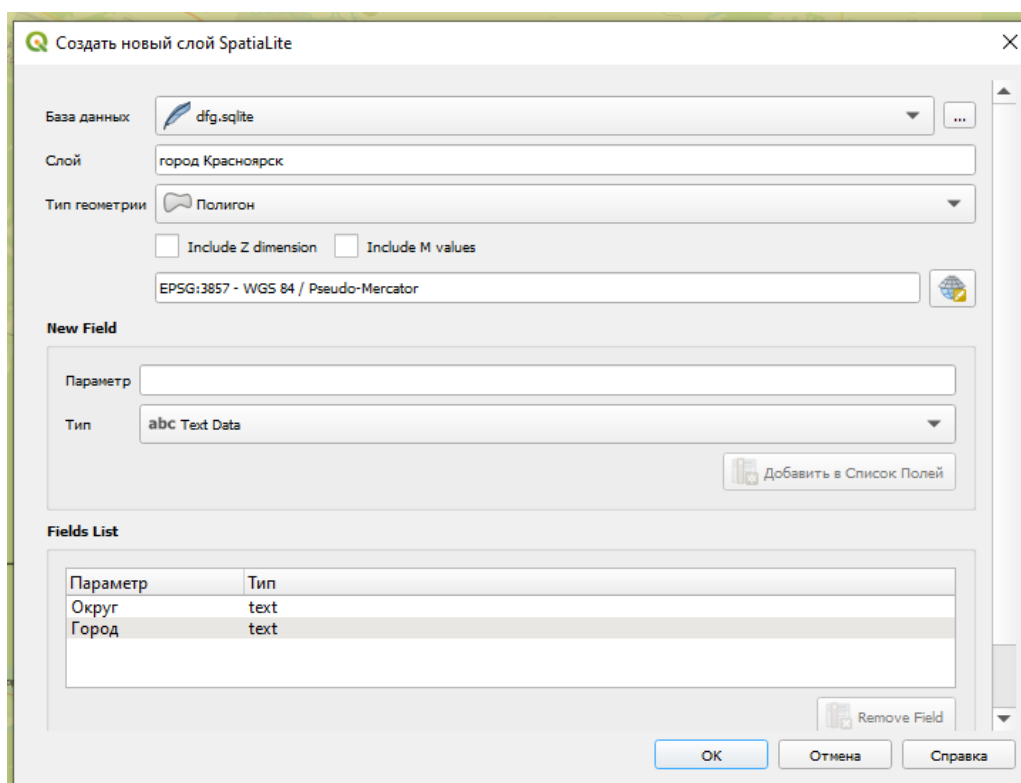 Создать новый слой SpatiaLite
База данных dfg.sqlite ...
Слой город Красноярск
Тип геометрии Полигон
Include Z dimension Include M values
EPSG:3857 - WGS 84 / Pseudo-Mercator
New Field
Параметр
Тип abc Text Data
Добавить в Список Полей
Fields List
Параметр Тип
Округ text
Город text
Remove Field
OK Отмена Справка